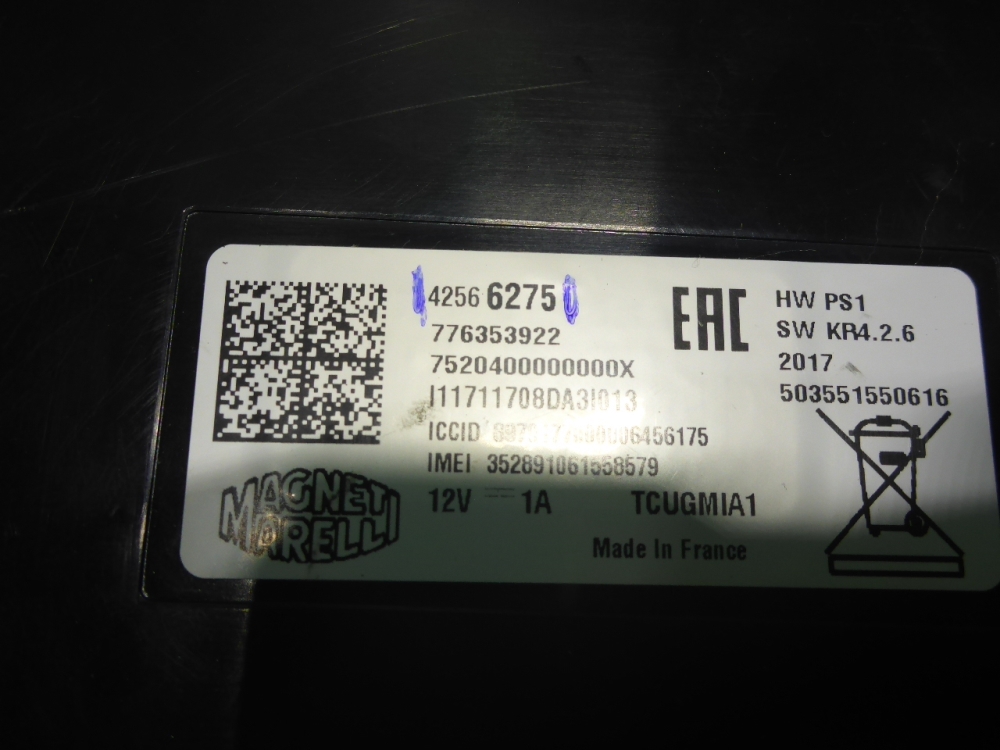 4256 6275
776353922
7520400000000X
I11711708DA3I013
ICCID
IMEI 352891061558579
12V 1A TCUGMIA1
Made In France
EAC
HW PS1
SW KR4.2.6
2017
503551550616
MAGNETI
MARELLI